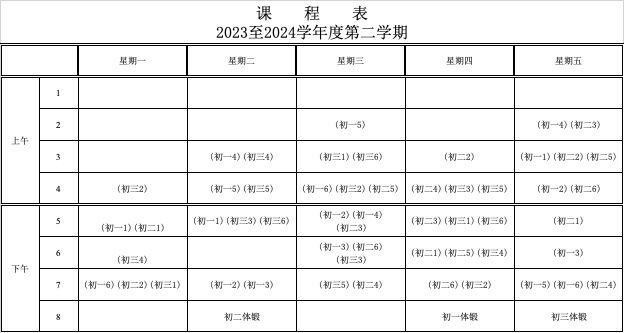 课 程 表
2023至2024学年度第二学期
星期一 星期二 星期三 星期四 星期五
上午
1
2 (初一5) (初一4)(初二3)
3 (初一4)(初三4) (初三1)(初三6) (初二2) (初一1)(初二2)(初二5)
4 (初三2) (初一5)(初三5) (初一6)(初三2)(初二5) (初二4)(初三3)(初三5) (初一2)(初二6)
下午
5 (初一1)(初二1) (初一1)(初三3)(初三6) (初一2)(初一4) (初二3)(初三1)(初三6) (初二1)
(初二3)
6 (初三4) (初一3)(初二6) (初二1)(初二5)(初三4) (初一3)
(初三3)
7 (初一6)(初二2)(初三1) (初一2)(初一3) (初三5)(初二4) (初二6)(初三2) (初一5)(初一6)(初二4)
8 初二体锻 初一体锻 初三体锻